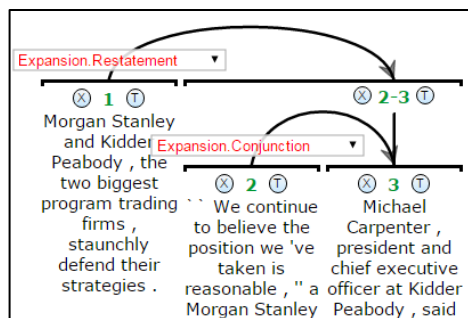 Expansion.Restatement ▼
X 1 T
X 2-3 T
Morgan Stanley
and Kidder
Peabody , the
two biggest
program trading
firms ,
staunchly
defend their
strategies .
Expansion.Conjunction ▼
X 2 T
`` We continue
to believe the
position we 've
taken is
reasonable , '' a
Morgan Stanley
X 3 T
Michael
Carpenter ,
president and
chief executive
officer at Kidder
Peabody , said